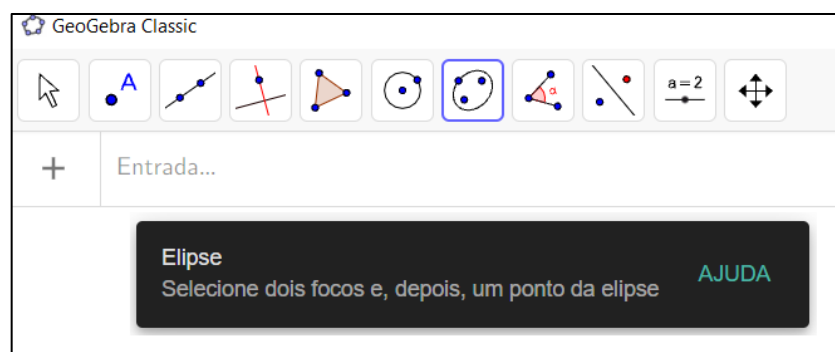 GeoGebra Classic
A
α
a=2
+ Entrada...
Elipse
Selecione dois focos e, depois, um ponto da elipse
AJUDA